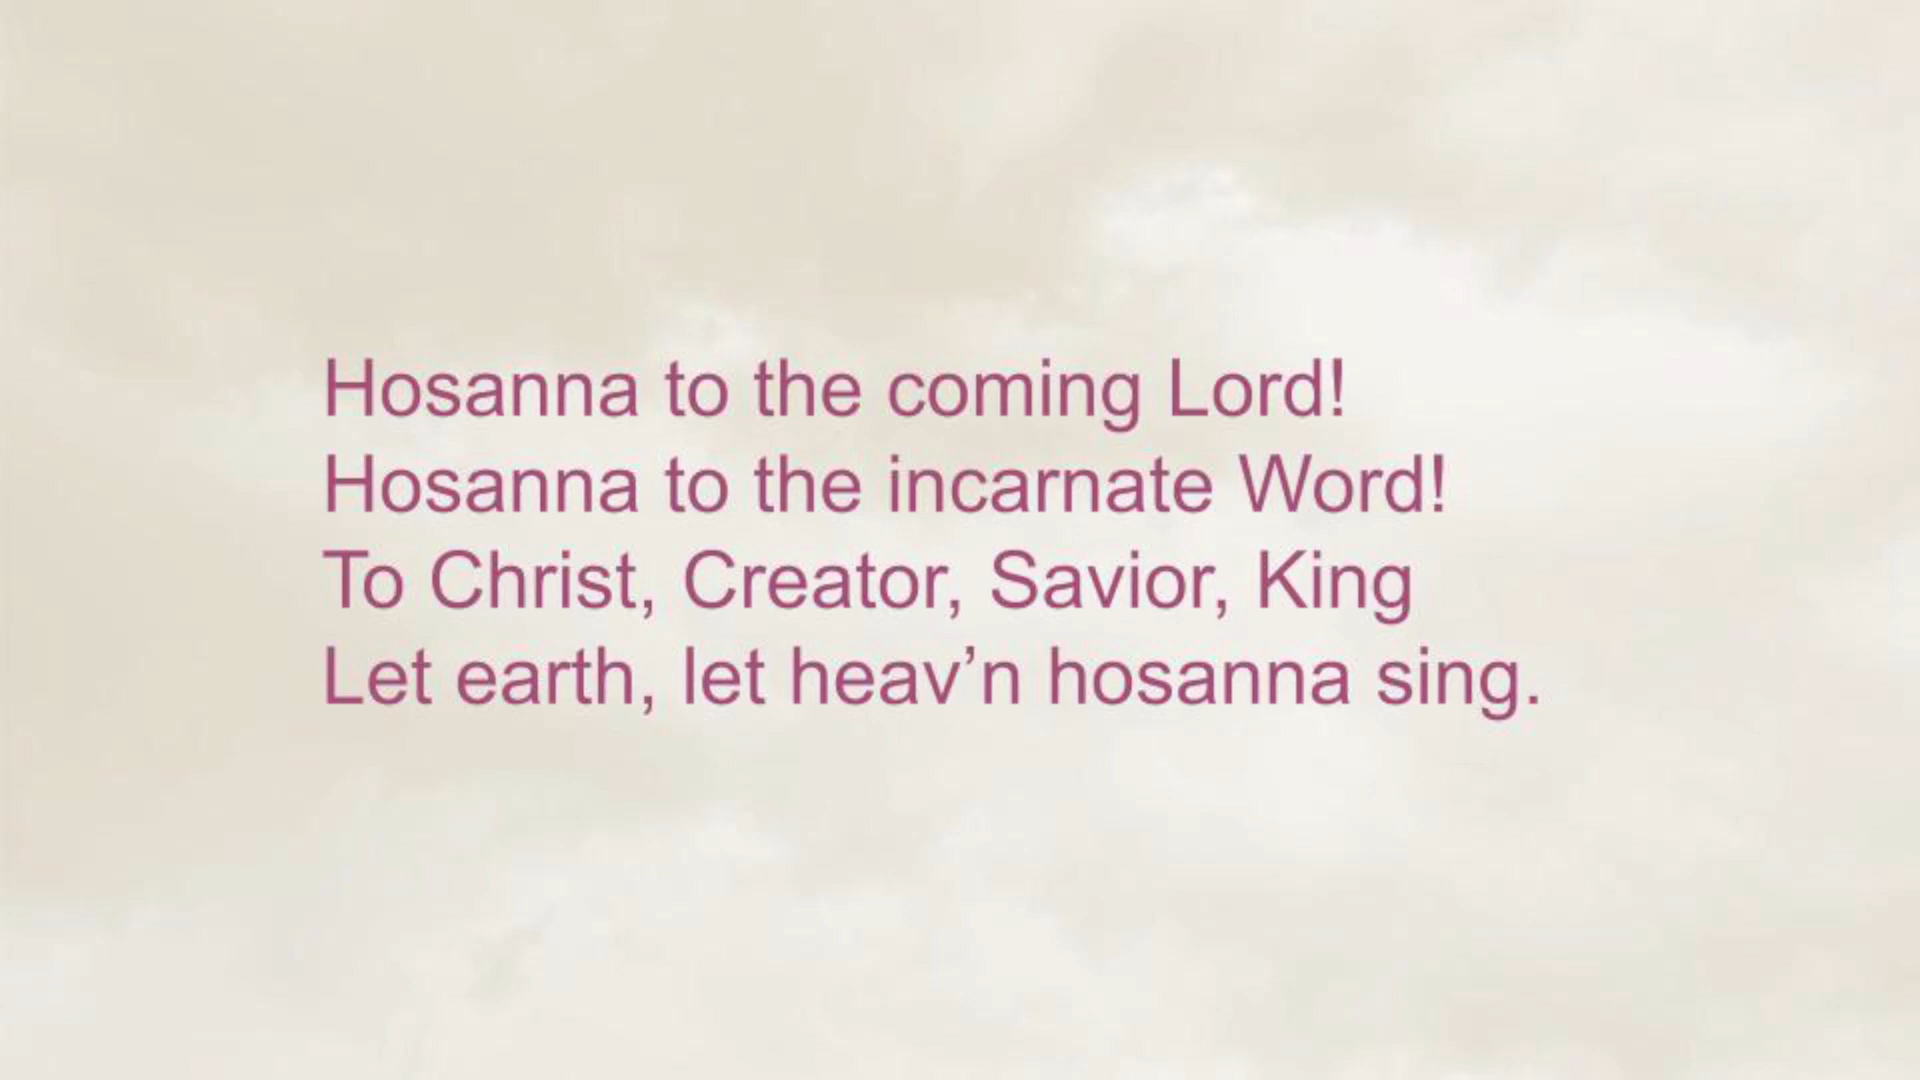 Hosanna to the coming Lord!
Hosanna to the incarnate Word!
To Christ, Creator, Savior, King
Let earth, let heav’n hosanna sing.